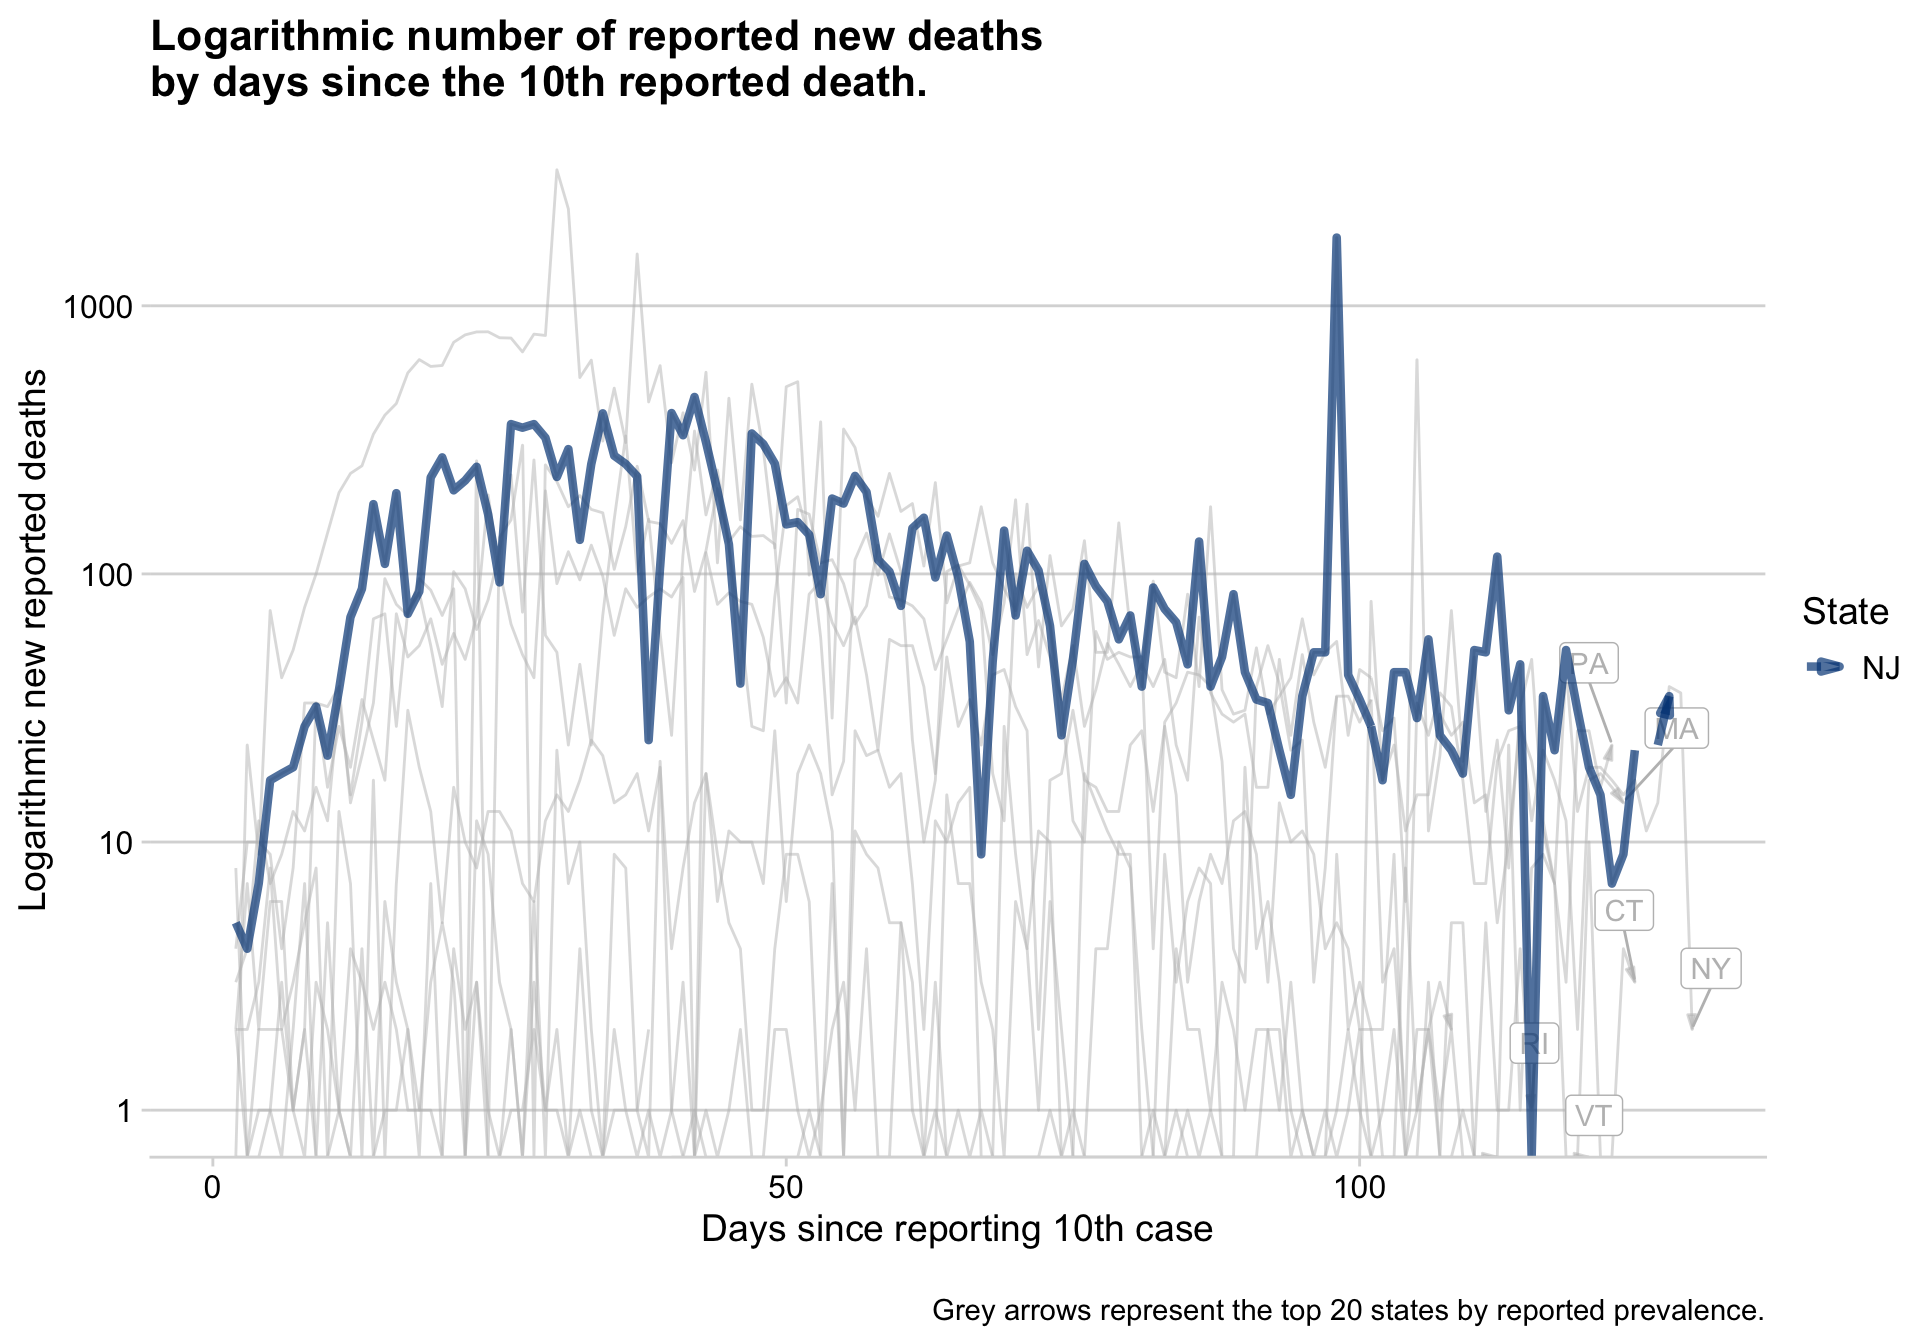 Logarithmic number of reported new deaths
by days since the 10th reported death.
Logarithmic new reported deaths
1000
100
10
1
0
50
100
Days since reporting 10th case
PA
MA
CT
NY
RI
VT
State
NJ
Grey arrows represent the top 20 states by reported prevalence.